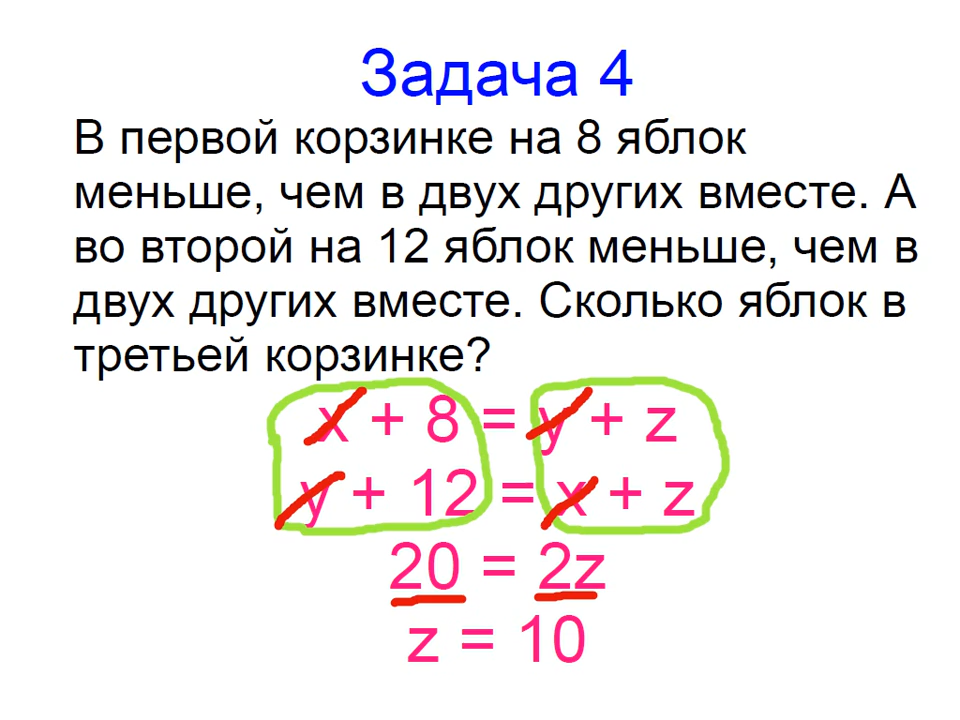 Задача 4
В первой корзинке на 8 яблок
меньше, чем в двух других вместе. А
во второй на 12 яблок меньше, чем в
двух других вместе. Сколько яблок в
третьей корзинке?
x + 8 = y + z
y + 12 = x + z
20 = 2z
z = 10